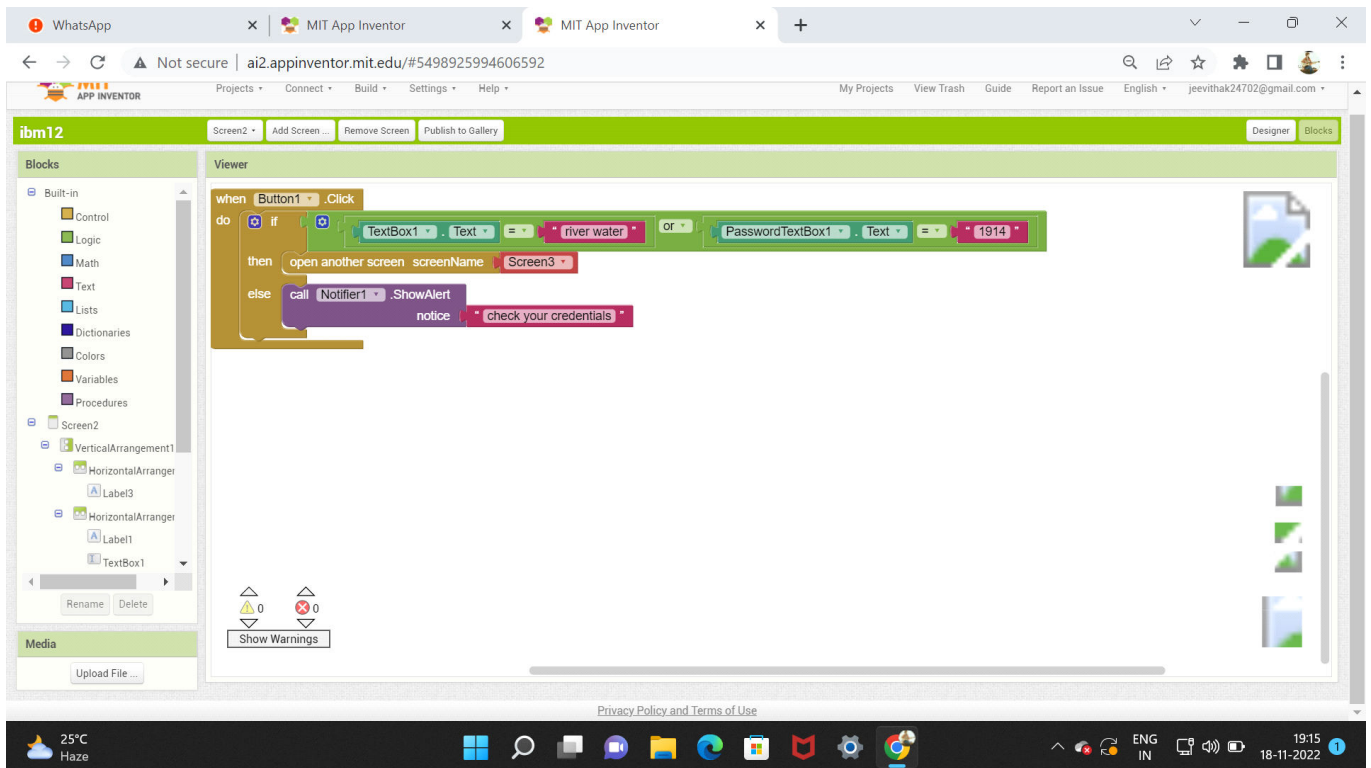 WhatsApp
MIT App Inventor
MIT App Inventor
Not secure | ai2.appinventor.mit.edu/#5498925994606592
MIT
APP INVENTOR
Projects Connect Build Settings Help My Projects View Trash Guide Report an Issue English jeevithak24702@gmail.com
ibm12 Screen2 Add Screen ... Remove Screen Publish to Gallery Designer Blocks
Blocks
Viewer
Built-in
Control
Logic
Math
Text
Lists
Dictionaries
Colors
Variables
Procedures
Screen2
VerticalArrangement1
HorizontalArranger
Label3
HorizontalArranger
Label1
TextBox1
Rename Delete
Media
Upload File ...
when Button1 .Click
do if TextBox1 . Text = " river water " or PasswordTextBox1 . Text = " 1914 "
then open another screen screenName Screen3
else call Notifier1 .ShowAlert
notice " check your credentials "
0 0
Show Warnings
Privacy Policy and Terms of Use
25°C
Haze
ENG
IN
19:15
18-11-2022
1